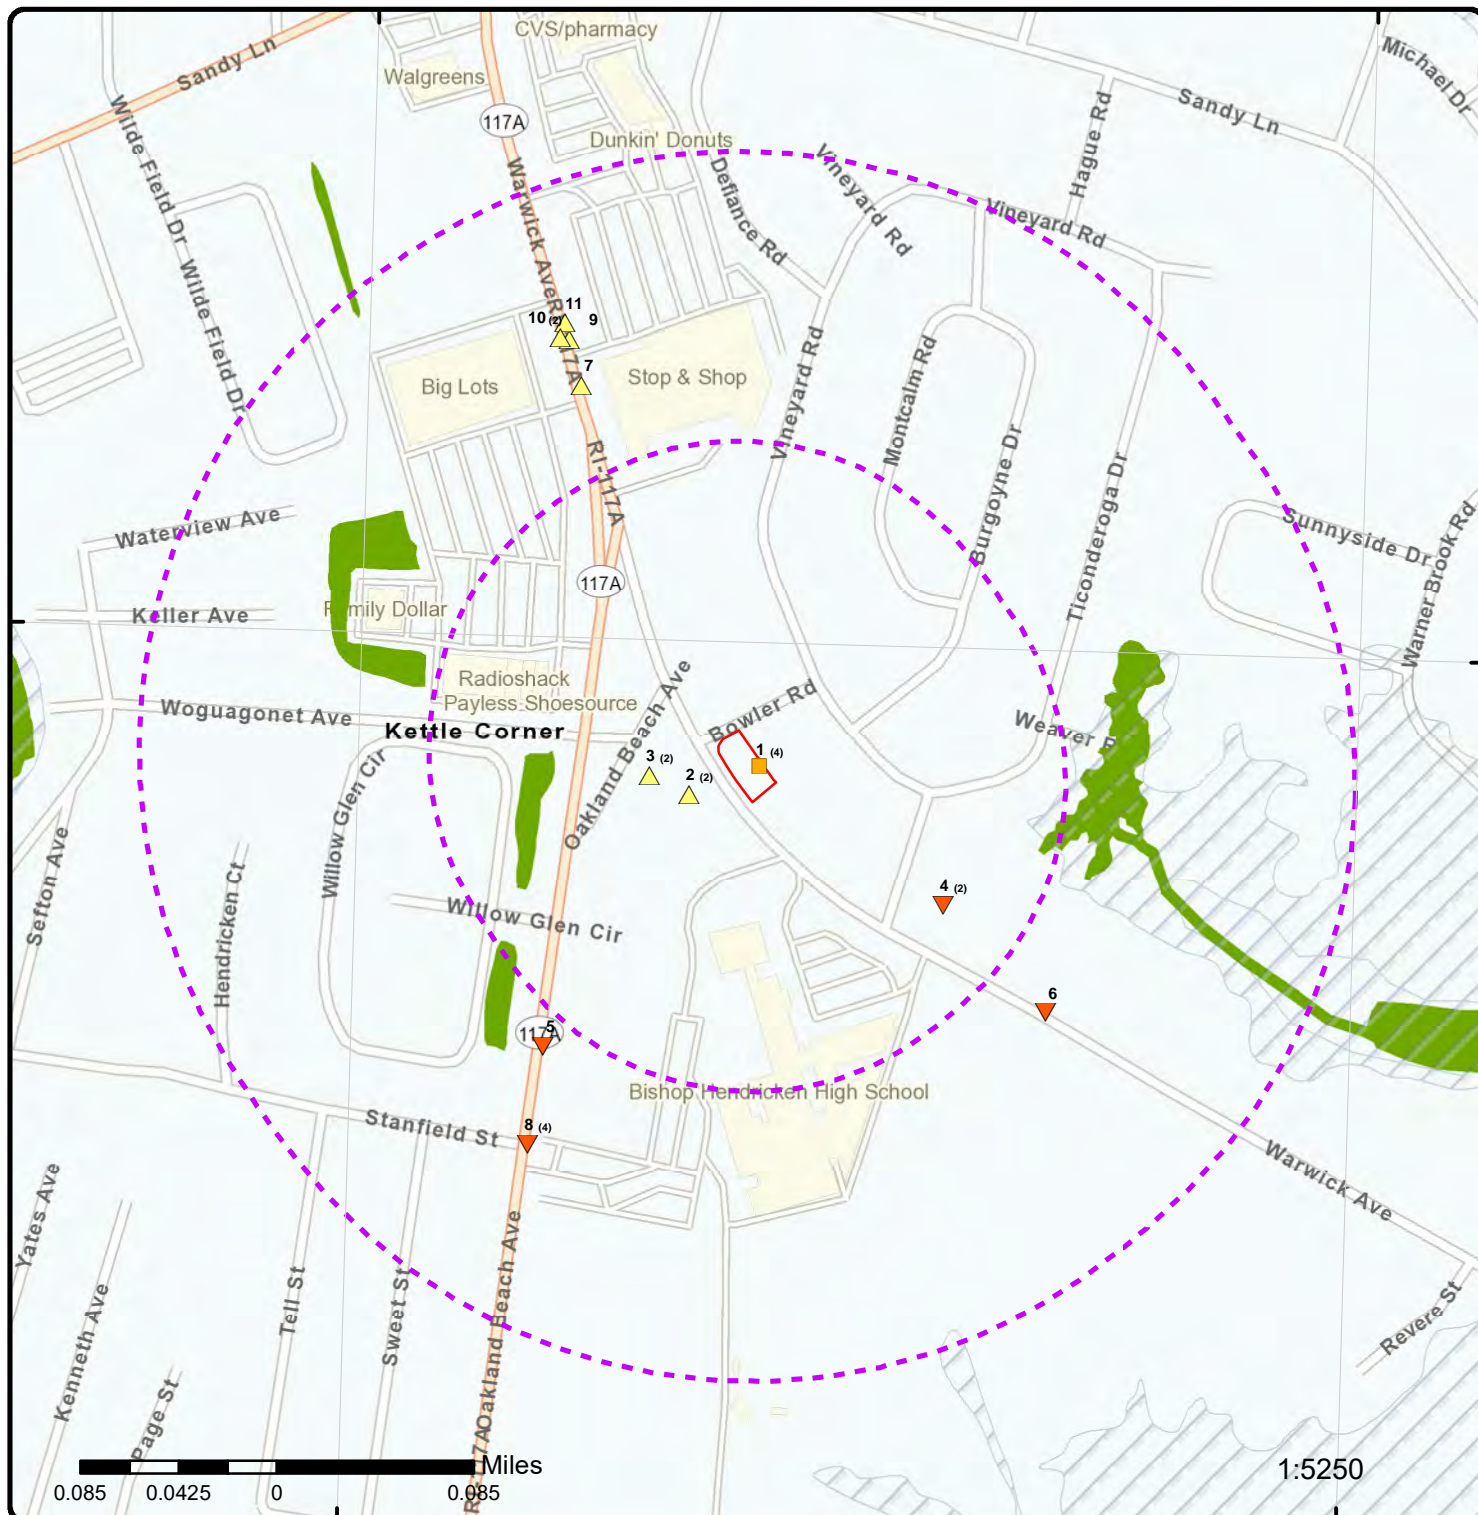 CVS/pharmacy
Walgreens
Sandy Ln
117A
Dunkin' Donuts
Michael Dr
Sandy Ln
Hague Rd
Wilde Field Dr
Wilde Field Dr
Warwick Ave
Defiance Rd
Vineyard Rd
Vineyard Rd
11
10 (2)
9
7
Big Lots
Stop & Shop
Vineyard Rd
Montcalm Rd
Burgoyne Dr
Ticonderoga Dr
RI-117A
Waterview Ave
Sunnyside Dr
Warner Brook Rd
117A
Keller Ave
Family Dollar
Radioshack
Payless Shoesource
Oakland Beach Ave
Bowler Rd
Woguagonet Ave
Kettle Corner
Weaver
1 (4)
3 (2)
2 (2)
Willow Glen Cir
Sefton Ave
Hendricken Ct
Willow Glen Cir
4 (2)
6
117A
5
Bishop Hendricken High School
Stanfield St
8 (4)
Warwick Ave
Yates Ave
Kenneth Ave
Page St
Tell St
Sweet St
Oakland Beach Ave
Revere St
Miles
0.085 0.0425 0 0.085
1:5250